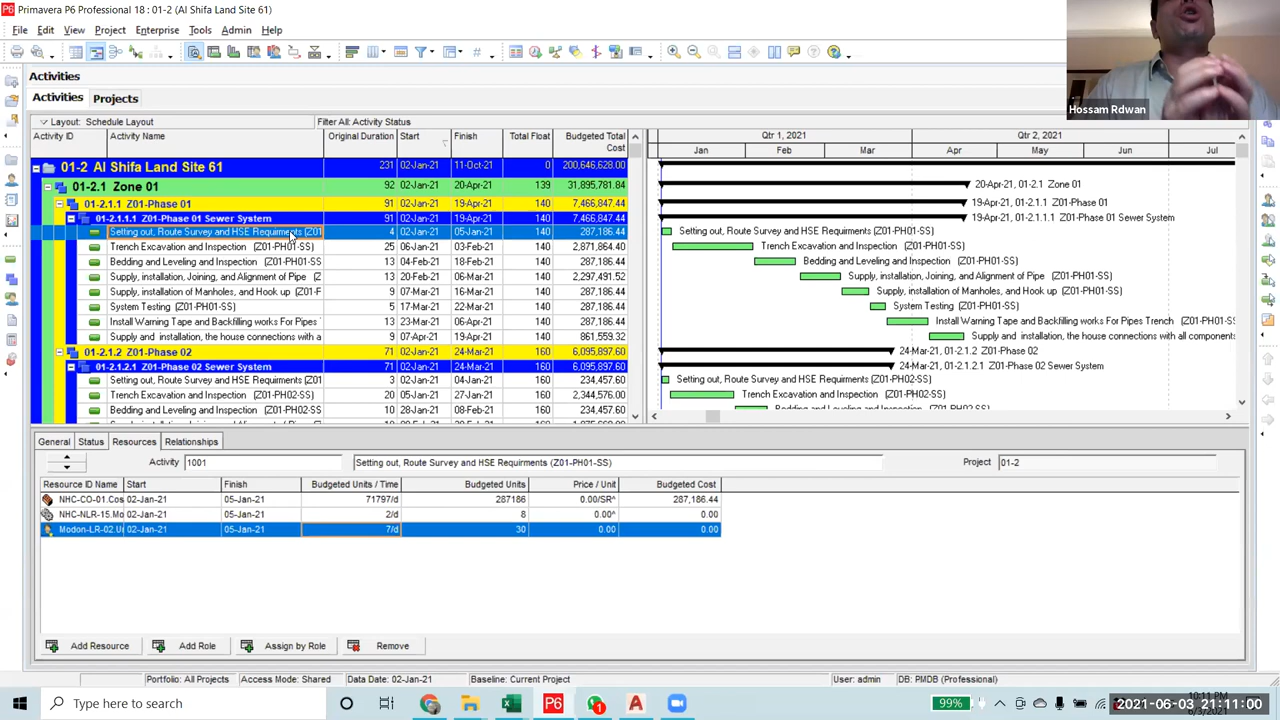 Primavera P6 Professional 18 : 01-2 (Al Shifa Land Site 61)
File Edit View Project Enterprise Tools Admin Help
Hossam Rdwan
Activities
Activities Projects
Layout: Schedule Layout Filter All: Activity Status
Activity ID Activity Name Original Duration Start Finish Total Float Budgeted Total Cost
01-2 Al Shifa Land Site 61 231 02-Jan-21 11-Oct-21 0 200,646,628.00
01-2.1 Zone 01 92 02-Jan-21 20-Apr-21 139 31,895,781.84
01-2.1.1 Z01-Phase 01 91 02-Jan-21 19-Apr-21 140 7,466,847.44
01-2.1.1.1 Z01-Phase 01 Sewer System 91 02-Jan-21 19-Apr-21 140 7,466,847.44
Setting out, Route Survey and HSE Requirments (Z01 4 02-Jan-21 05-Jan-21 140 287,186.44
Trench Excavation and Inspection (Z01-PH01-SS) 25 06-Jan-21 03-Feb-21 140 2,871,864.40
Bedding and Leveling and Inspection (Z01-PH01-SS 13 04-Feb-21 18-Feb-21 140 287,186.44
Supply, installation, Joining, and Alignment of Pipe (Z 13 20-Feb-21 06-Mar-21 140 2,297,491.52
Supply, installation of Manholes, and Hook up (Z01-F 9 07-Mar-21 16-Mar-21 140 287,186.44
System Testing (Z01-PH01-SS) 5 17-Mar-21 22-Mar-21 140 287,186.44
Install Warning Tape and Backfilling works For Pipes 13 23-Mar-21 06-Apr-21 140 287,186.44
Supply and installation, the house connections with a 9 07-Apr-21 19-Apr-21 140 861,559.32
01-2.1.2 Z01-Phase 02 71 02-Jan-21 24-Mar-21 160 6,095,897.60
01-2.1.2.1 Z01-Phase 02 Sewer System 71 02-Jan-21 24-Mar-21 160 6,095,897.60
Setting out, Route Survey and HSE Requirments (Z01 3 02-Jan-21 04-Jan-21 160 234,457.60
Trench Excavation and Inspection (Z01-PH02-SS) 20 05-Jan-21 27-Jan-21 160 2,344,576.00
Bedding and Leveling and Inspection (Z01-PH02-SS 10 28-Jan-21 08-Feb-21 160 234,457.60
Qtr 1, 2021 Qtr 2, 2021
Jan Feb Mar Apr May Jun Jul
20-Apr-21, 01-2.1 Zone 01
19-Apr-21, 01-2.1.1 Z01-Phase 01
19-Apr-21, 01-2.1.1.1 Z01-Phase 01 Sewer System
Setting out, Route Survey and HSE Requirments (Z01-PH01-SS)
Trench Excavation and Inspection (Z01-PH01-SS)
Bedding and Leveling and Inspection (Z01-PH01-SS)
Supply, installation, Joining, and Alignment of Pipe (Z01-PH01-SS)
Supply, installation of Manholes, and Hook up (Z01-PH01-SS)
System Testing (Z01-PH01-SS)
Install Warning Tape and Backfilling works For Pipes Trench (Z01-PH01-SS)
Supply and installation, the house connections with all components
24-Mar-21, 01-2.1.2 Z01-Phase 02
24-Mar-21, 01-2.1.2.1 Z01-Phase 02 Sewer System
Setting out, Route Survey and HSE Requirments (Z01-PH02-SS)
Trench Excavation and Inspection (Z01-PH02-SS)
Bedding and Leveling and Inspection (Z01-PH02-SS)
General Status Resources Relationships
Activity 1001 Setting out, Route Survey and HSE Requirments (Z01-PH01-SS) Project 01-2
Resource ID Name Start Finish Budgeted Units / Time Budgeted Units Price / Unit Budgeted Cost
NHC-CO-01.Cos 02-Jan-21 05-Jan-21 71797/d 287186 0.00/SR^ 287,186.44
NHC-NLR-15.Mo 02-Jan-21 05-Jan-21 2/d 8 0.00^ 0.00
Modon-LR-02.Un 02-Jan-21 05-Jan-21 7/d 30 0.00 0.00
Add Resource Add Role Assign by Role Remove
Portfolio: All Projects Access Mode: Shared Data Date: 02-Jan-21 Baseline: Current Project User: admin DB: PMDB (Professional)
Type here to search 99% 10:11 PM
2021-06-03 21:11:00